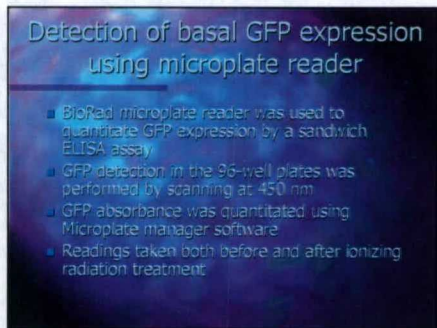 Detection of basal GFP expression
using microplate reader
BioRad microplate reader was used to
quantitate GFP expression by a sandwich
ELISA assay
GFP detection in the 96-well plates was
performed by scanning at 450 nm
GFP absorbance was quantitated using
Microplate manager software
Readings taken both before and after ionizing
radiation treatment